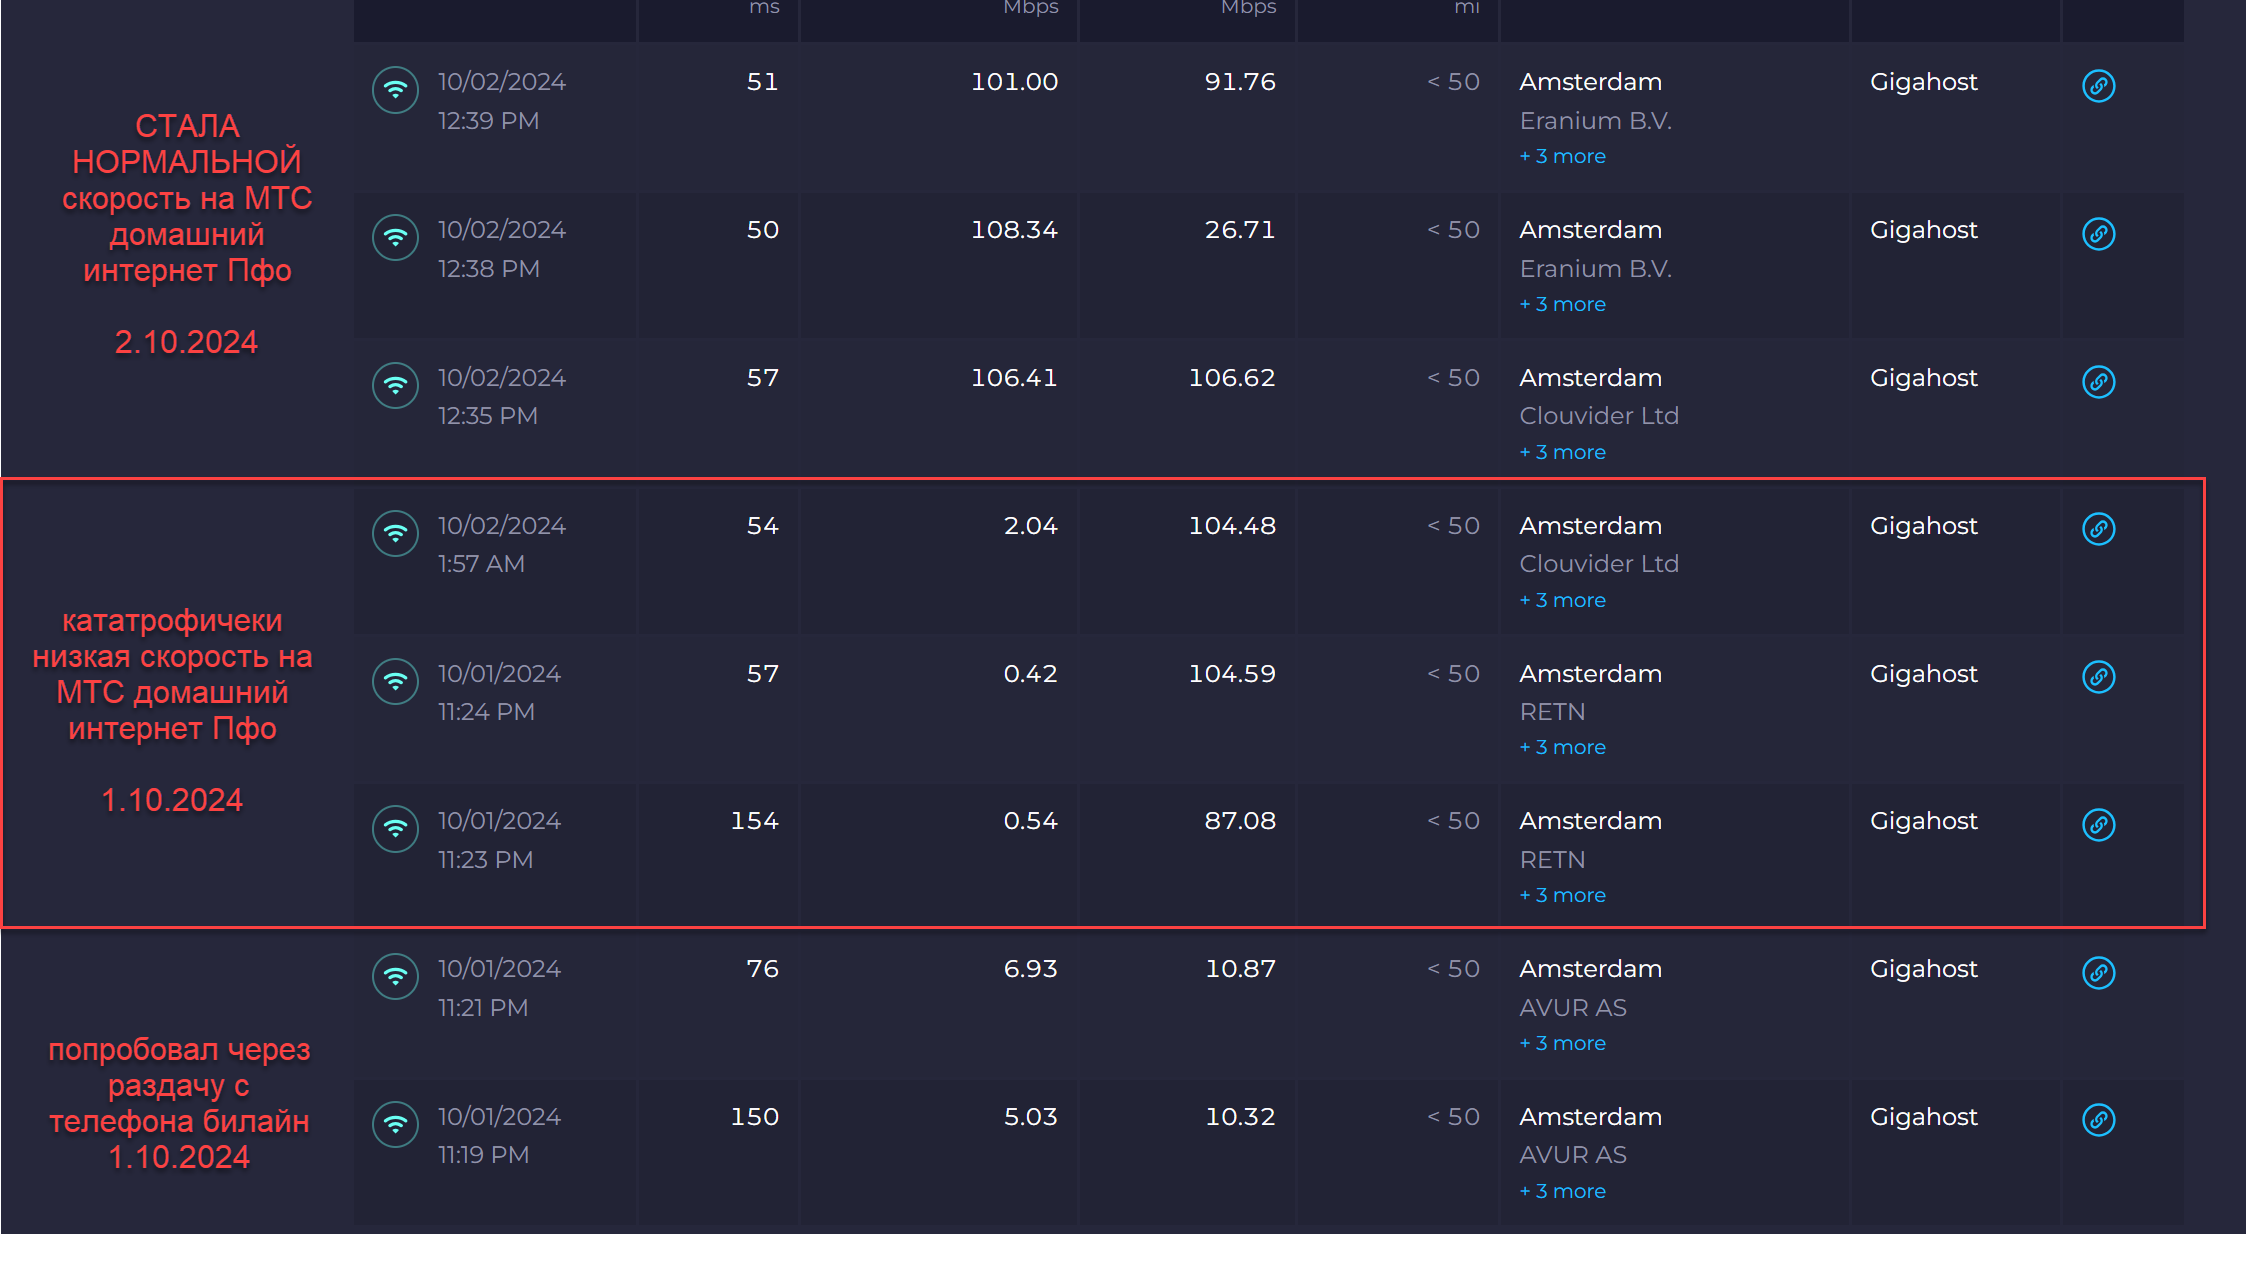 ms Mbps Mbps mi
СТАЛА
НОРМАЛЬНОЙ
скорость на МТС
домашний
интернет Пфо
2.10.2024
10/02/2024 51 101.00 91.76 < 50 Amsterdam Gigahost
12:39 PM Eranium B.V.
+ 3 more
10/02/2024 50 108.34 26.71 < 50 Amsterdam Gigahost
12:38 PM Eranium B.V.
+ 3 more
10/02/2024 57 106.41 106.62 < 50 Amsterdam Gigahost
12:35 PM Clouvider Ltd
+ 3 more
кататрофичеки
низкая скорость на
МТС домашний
интернет Пфо
1.10.2024
10/02/2024 54 2.04 104.48 < 50 Amsterdam Gigahost
1:57 AM Clouvider Ltd
+ 3 more
10/01/2024 57 0.42 104.59 < 50 Amsterdam Gigahost
11:24 PM RETN
+ 3 more
10/01/2024 154 0.54 87.08 < 50 Amsterdam Gigahost
11:23 PM RETN
+ 3 more
попробовал через
раздачу с
телефона билайн
1.10.2024
10/01/2024 76 6.93 10.87 < 50 Amsterdam Gigahost
11:21 PM AVUR AS
+ 3 more
10/01/2024 150 5.03 10.32 < 50 Amsterdam Gigahost
11:19 PM AVUR AS
+ 3 more